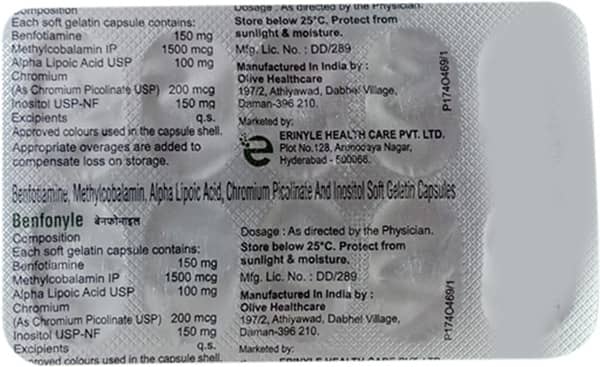 Composition
Each soft gelatin capsule contains:
Benfotiamine 150 mg
Methylcobalamin IP 1500 mcg
Alpha Lipoic Acid USP 100 mg
Chromium
(As Chromium Picolinate USP) 200 mcg
Inositol USP-NF 150 mg
Excipients q.s.
Approved colours used in the capsule shell.
Appropriate overages are added to
compensate loss on storage.
Dosage : As directed by the Physician.
Store below 25°C. Protect from
sunlight & moisture.
Mfg. Lic. No. : DD/289
Manufactured In India by :
Olive Healthcare
197/2, Athiyawad, Dabhel Village,
Daman-396 210.
Marketed by:
e
ERINYLE HEALTH CARE PVT. LTD.
Plot No.128, Nagar,
Hyderabad - 500068.
P174O469/1
Benfotiamine, Methylcobalamin, Alpha Lipoic Acid, Chromium Picolinate And Inositol Soft Gelatin Capsules
Benfonyle बेनफोनाइल
Composition
Each soft gelatin capsule contains:
Benfotiamine 150 mg
Methylcobalamin IP 1500 mcg
Alpha Lipoic Acid USP 100 mg
Chromium
(As Chromium Picolinate USP) 200 mcg
Inositol USP-NF 150 mg
Excipients q.s.
Approved colours used in the capsule shell.
Dosage : As directed by the Physician.
Store below 25°C. Protect from
sunlight & moisture.
Mfg. Lic. No. : DD/289
Manufactured In India by :
Olive Healthcare
197/2, Athiyawad, Dabhel Village,
Daman-396 210.
Marketed by:
ERINYLE HEALTH CARE PVT. LTD.
P174O469/1